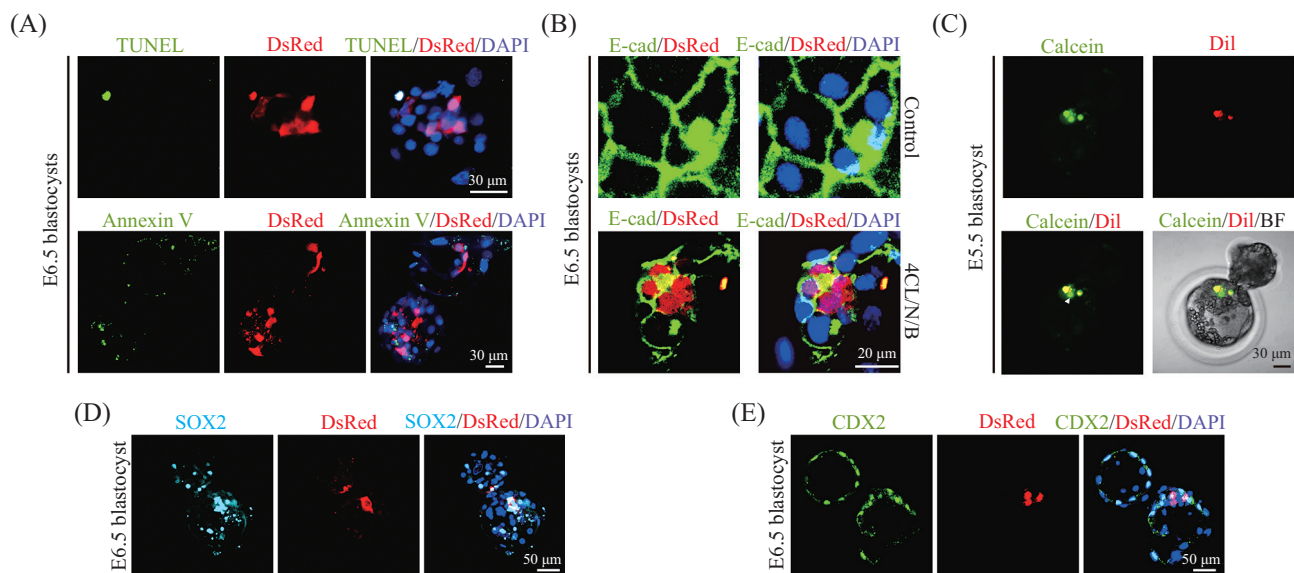 (A)
TUNEL DsRed TUNEL/DsRed/DAPI
E6.5 blastocysts
30 μm
Annexin V DsRed Annexin V/DsRed/DAPI
30 μm
(B)
E-cad/DsRed E-cad/DsRed/DAPI
E6.5 blastocysts
Control
E-cad/DsRed E-cad/DsRed/DAPI
4CL/N/B
20 μm
(C)
Calcein Dil
E5.5 blastocyst
Calcein/Dil Calcein/Dil/BF
30 μm
(D)
SOX2 DsRed SOX2/DsRed/DAPI
E6.5 blastocyst
50 μm
(E)
CDX2 DsRed CDX2/DsRed/DAPI
E6.5 blastocyst
50 μm